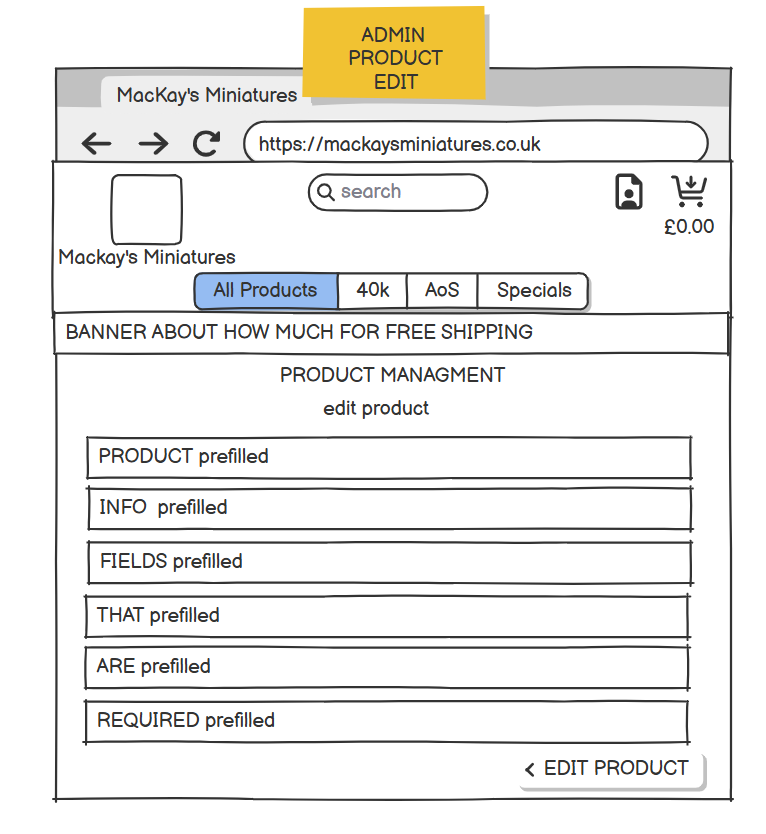 ADMIN
PRODUCT
EDIT
MacKay's Miniatures
https://mackaysminiatures.co.uk
search
£0.00
Mackay's Miniatures
All Products 40k AoS Specials
BANNER ABOUT HOW MUCH FOR FREE SHIPPING
PRODUCT MANAGMENT
edit product
PRODUCT prefilled
INFO prefilled
FIELDS prefilled
THAT prefilled
ARE prefilled
REQUIRED prefilled
EDIT PRODUCT